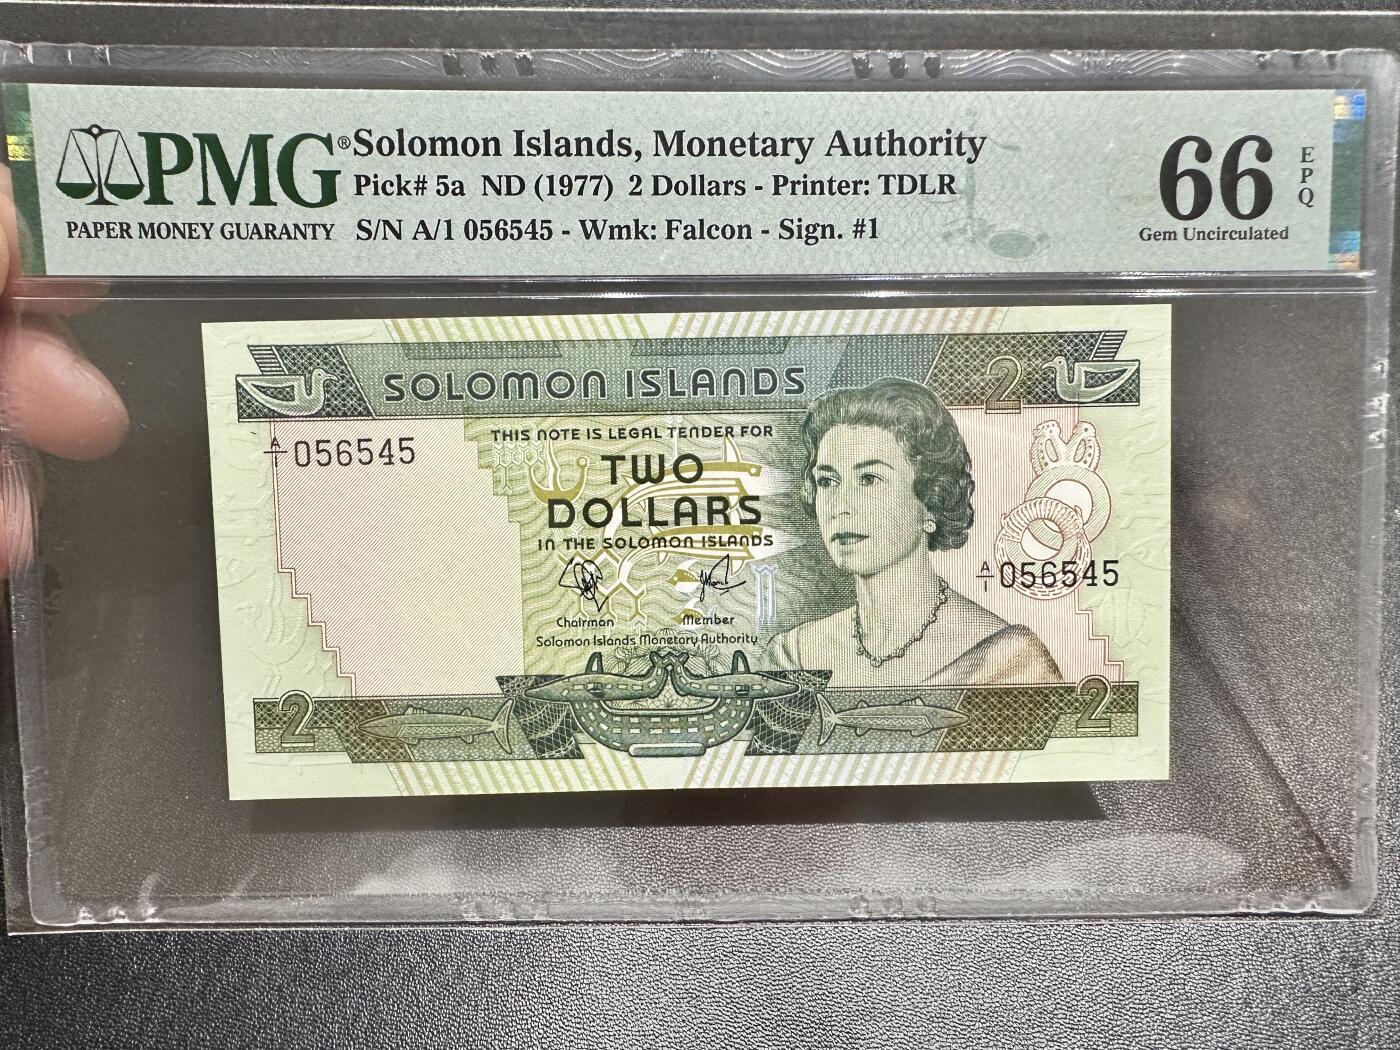 PMG®
PAPER MONEY GUARANTY
Solomon Islands, Monetary Authority
Pick# 5a ND (1977) 2 Dollars - Printer: TDLR
S/N A/1 056545 - Wmk: Falcon - Sign. #1
66 EPQ
Gem Uncirculated
SOLOMON ISLANDS
2
A/1 056545
THIS NOTE IS LEGAL TENDER FOR
TWO
DOLLARS
IN THE SOLOMON ISLANDS
Chairman Member
Solomon Islands Monetary Authority
A/1 056545
2
2